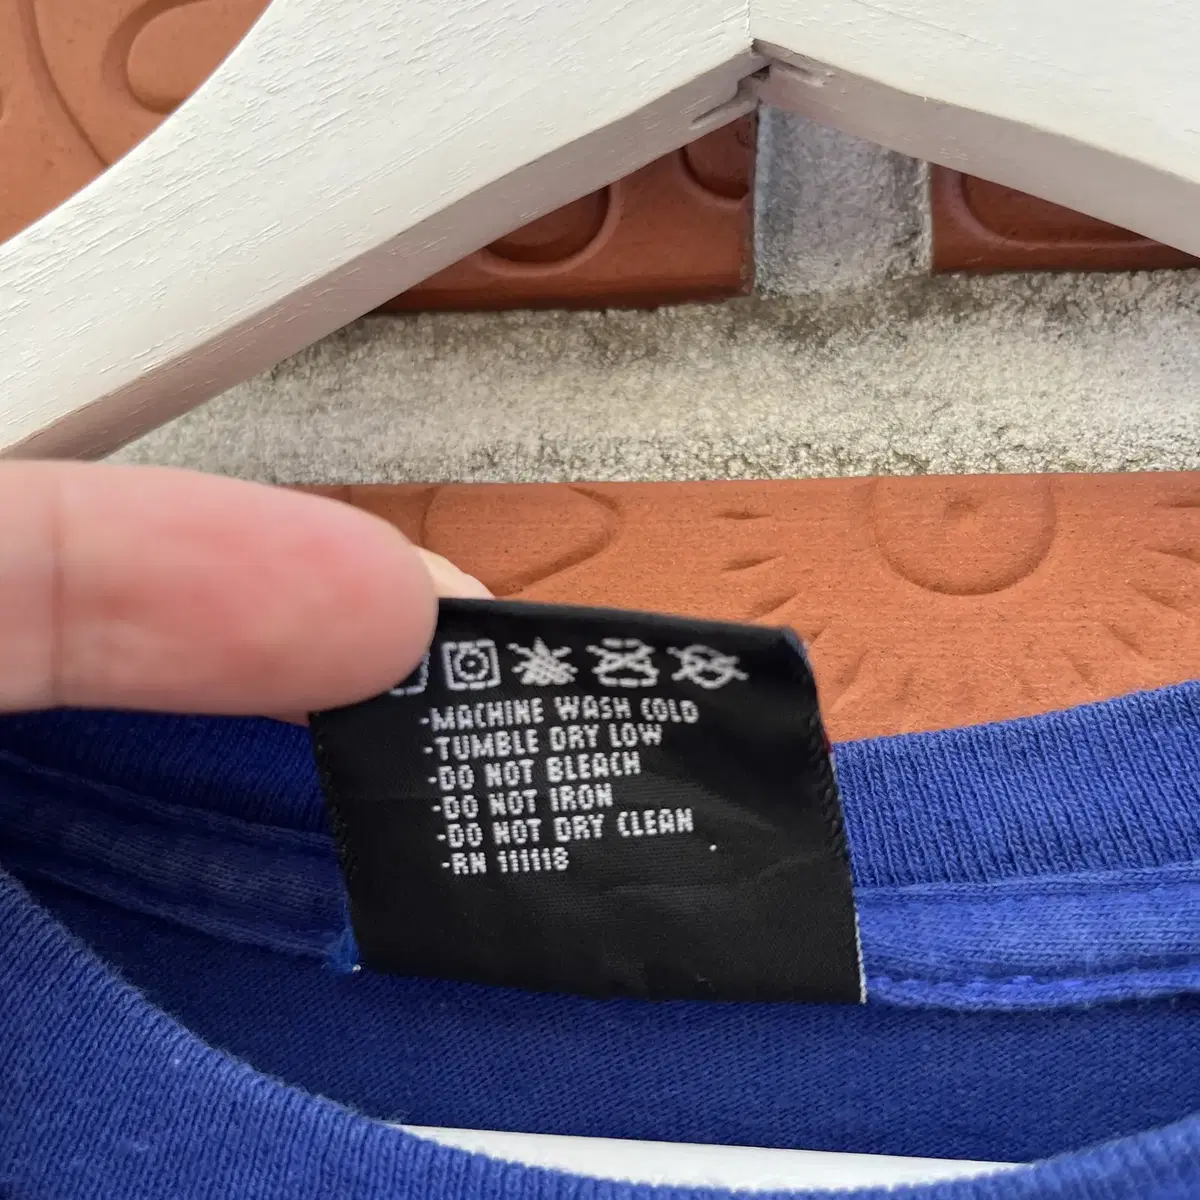 -MACHINE WASH COLD
-TUMBLE DRY LOW
-DO NOT BLEACH
-DO NOT IRON
-DO NOT DRY CLEAN
-RN 111118